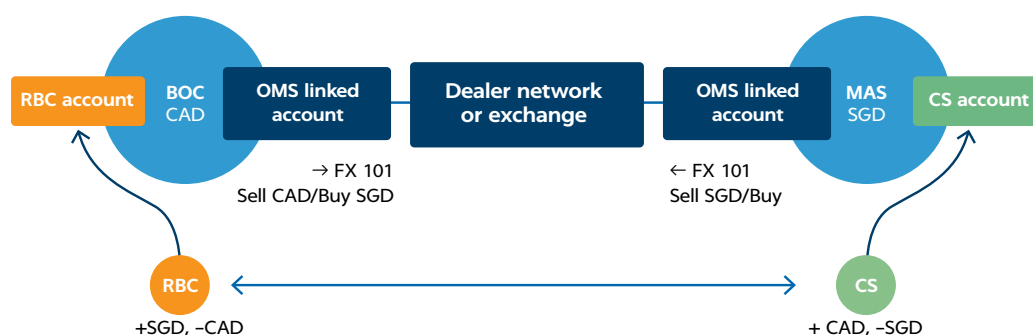 RBC account
BOC
CAD
OMS linked
account
Dealer network
or exchange
OMS linked
account
MAS
SGD
CS account
→ FX 101
Sell CAD/Buy SGD
← FX 101
Sell SGD/Buy
RBC
CS
+SGD, –CAD
+ CAD, –SGD